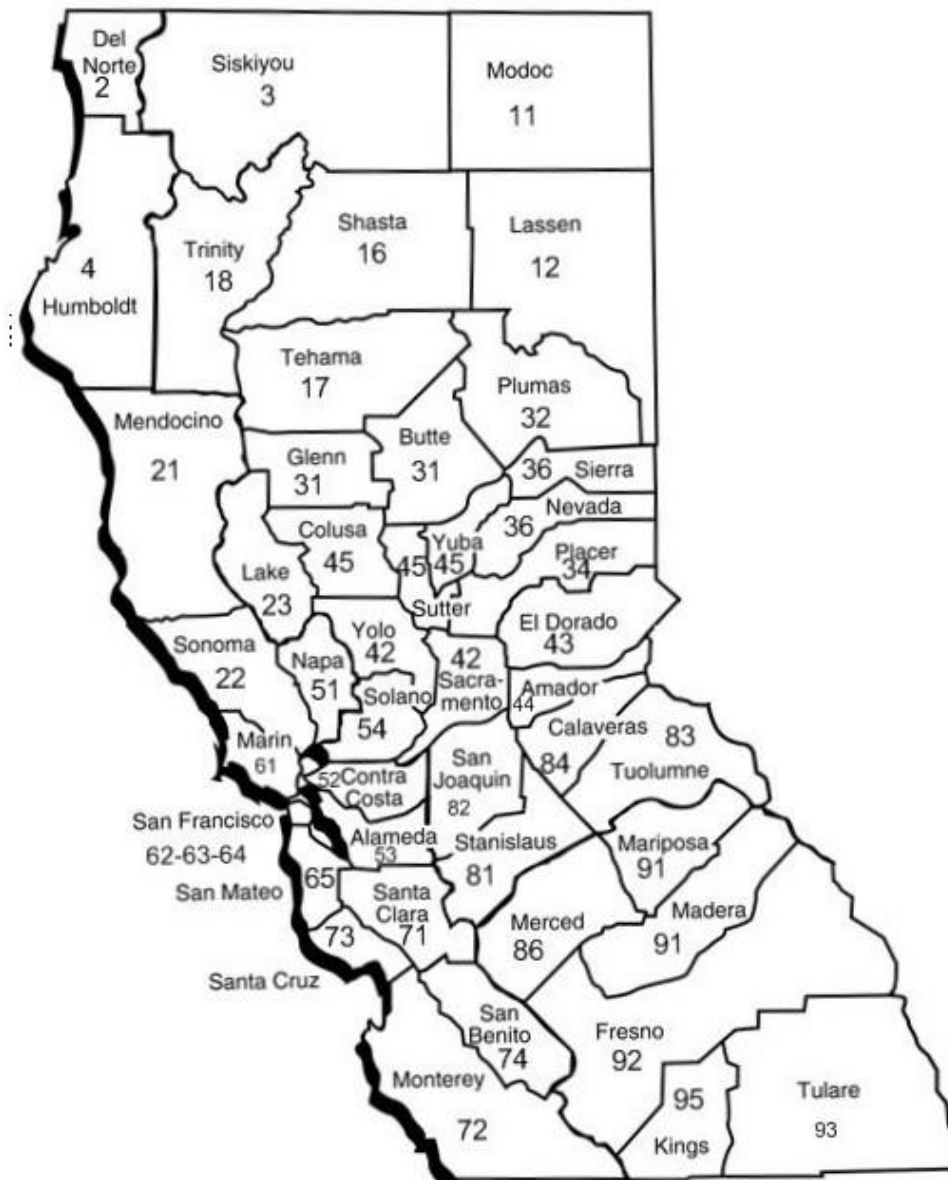 Del
Norte
2
Siskiyou
3
Modoc
11
Shasta
16
Lassen
12
Trinity
18
4
Humboldt
Tehama
17
Plumas
32
Mendocino
21
Butte
31
Glenn
31
36 Sierra
Nevada
36
Colusa
45
45
Yuba
45
Placer
34
Lake
23
Sutter
El Dorado
43
Sonoma
22
Yolo
42
42
Sacra-
mento
Napa
51
Solano
54
Amador
44
Calaveras
84
83
Tuolumne
Marin
61
52 Contra
Costa
San
Joaquin
82
San Francisco
62-63-64
Alameda
53
Stanislaus
81
Mariposa
91
San Mateo
65
Santa
Clara
71
Merced
86
Madera
91
73
Santa Cruz
San
Benito
74
Fresno
92
Monterey
72
95
Kings
Tulare
93